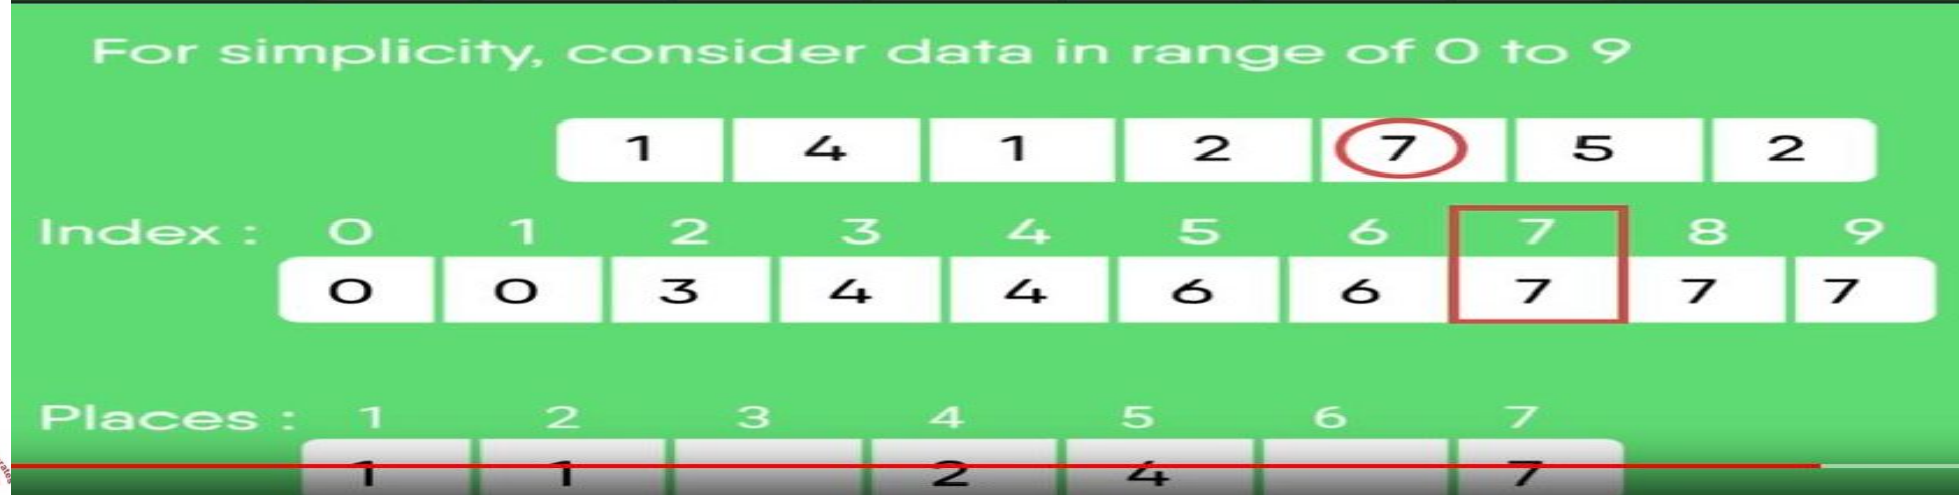 For simplicity, consider data in range of 0 to 9
1 4 1 2 7 5 2
Index : 0 1 2 3 4 5 6 7 8 9
0 0 3 4 4 6 6 7 7 7
Places : 1 2 3 4 5 6 7
1 1 2 4 7